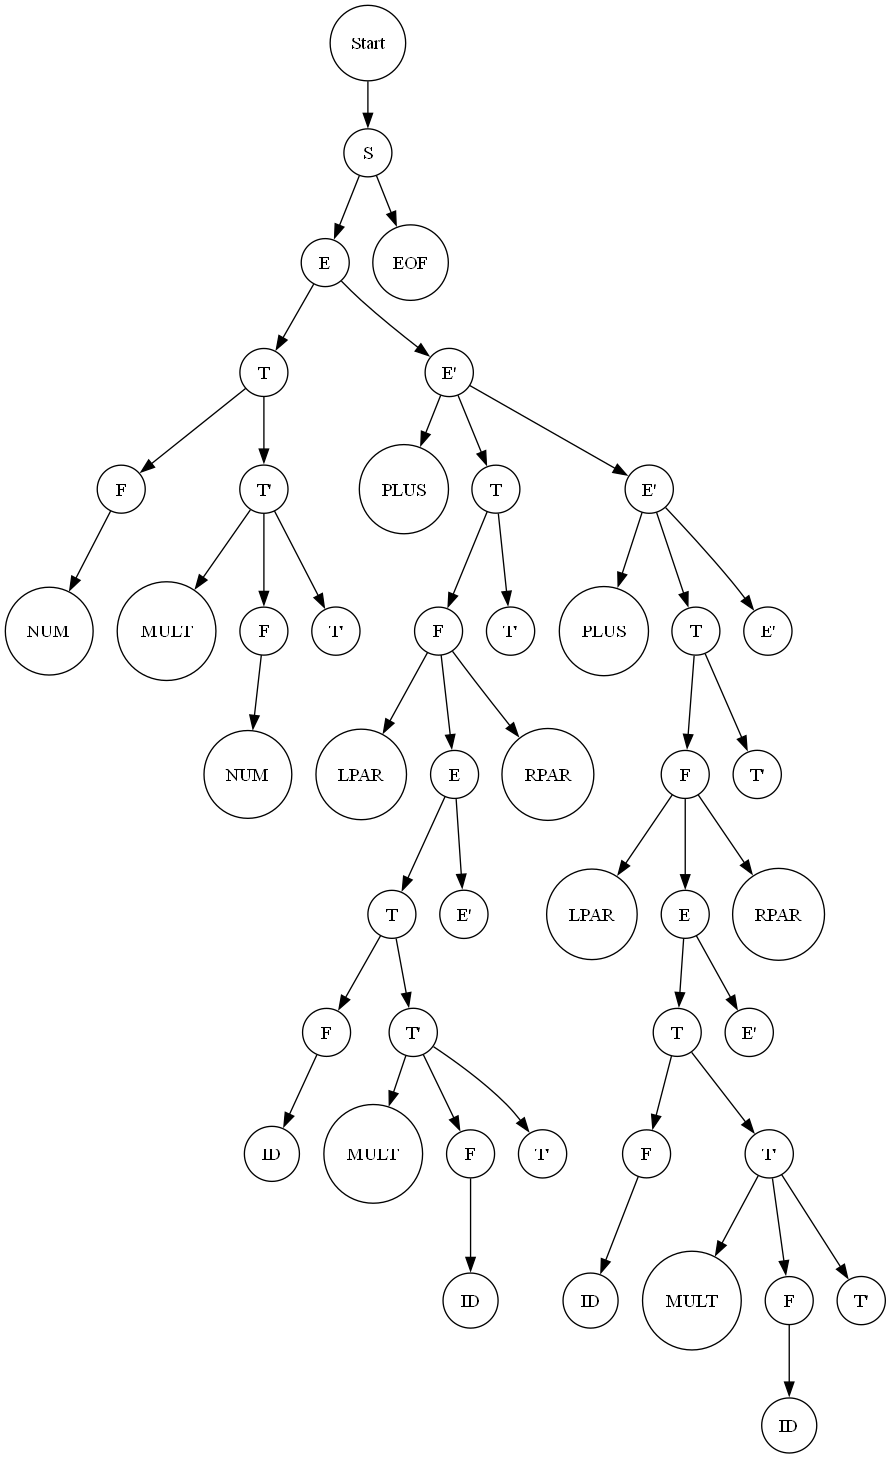 Start
S
E
EOF
T
E'
F
T'
PLUS
T
E'
NUM
MULT
F
T'
F
T'
PLUS
T
E'
NUM
LPAR
E
RPAR
F
T'
T
E'
LPAR
E
RPAR
F
T'
T
E'
ID
MULT
F
T'
F
T'
ID
ID
MULT
F
T'
ID